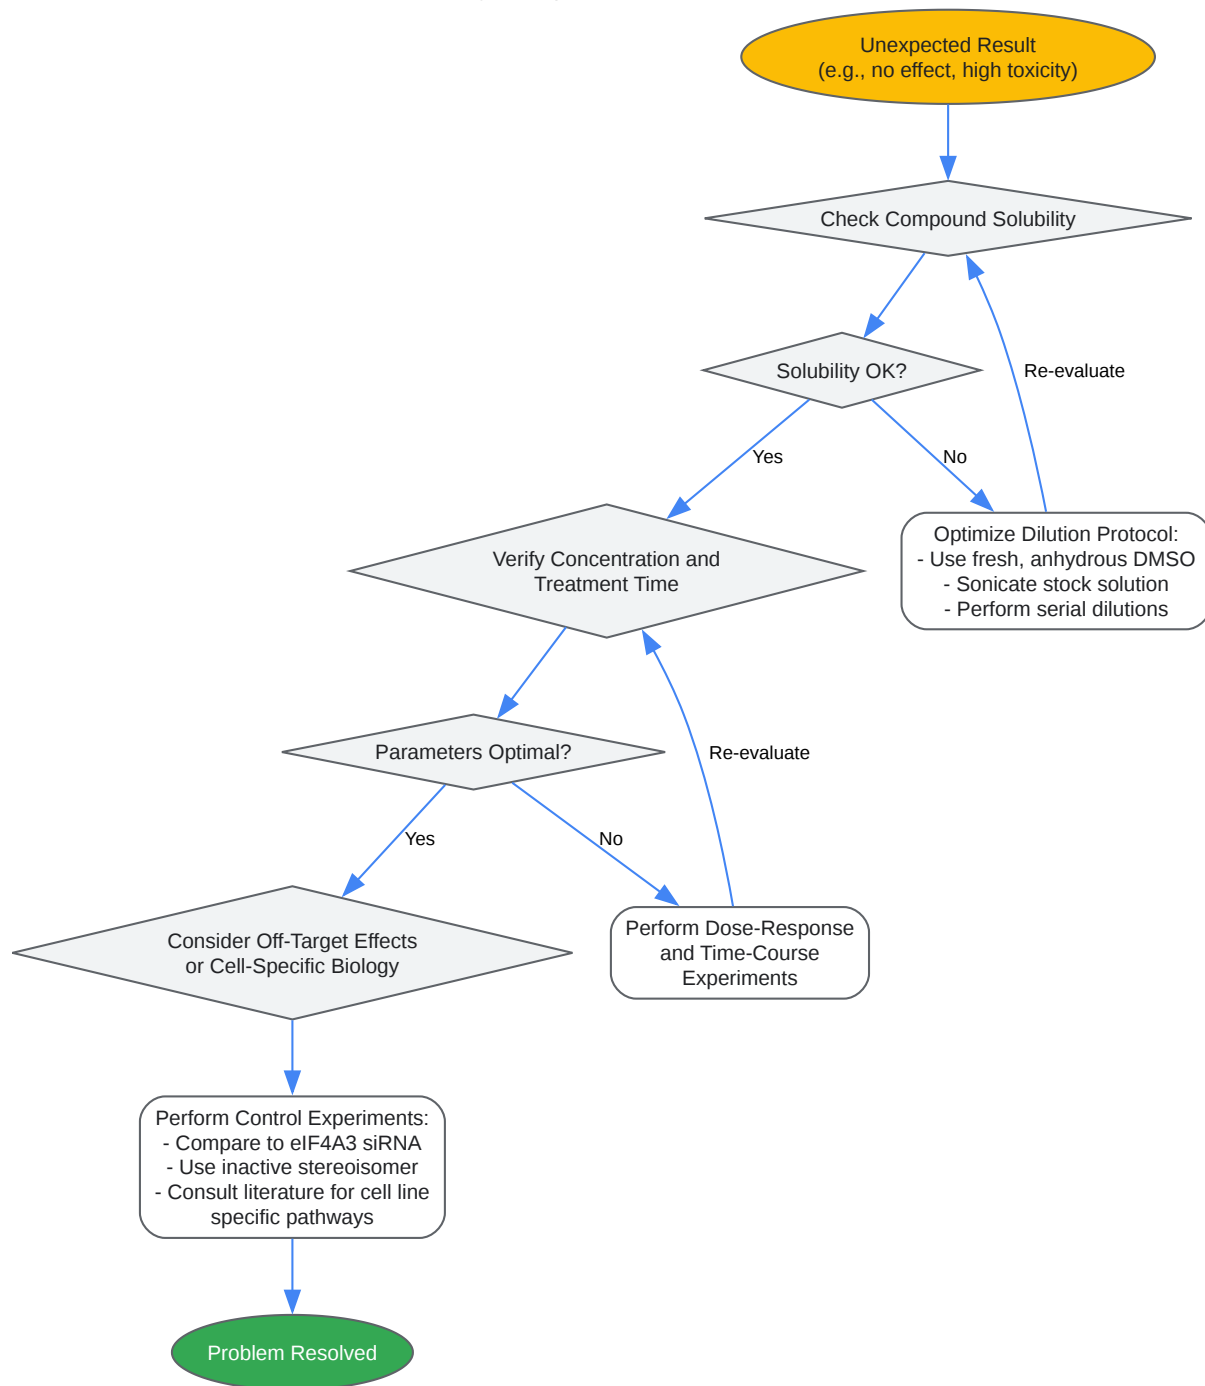 Unexpected Result
(e.g., no effect, high toxicity)
Check Compound Solubility
Solubility OK?
Re-evaluate
Yes
No
Verify Concentration and
Treatment Time
Optimize Dilution Protocol:
- Use fresh, anhydrous DMSO
- Sonicate stock solution
- Perform serial dilutions
Parameters Optimal?
Re-evaluate
Yes
No
Consider Off-Target Effects
or Cell-Specific Biology
Perform Dose-Response
and Time-Course
Experiments
Perform Control Experiments:
- Compare to eIF4A3 siRNA
- Use inactive stereoisomer
- Consult literature for cell line
specific pathways
Problem Resolved